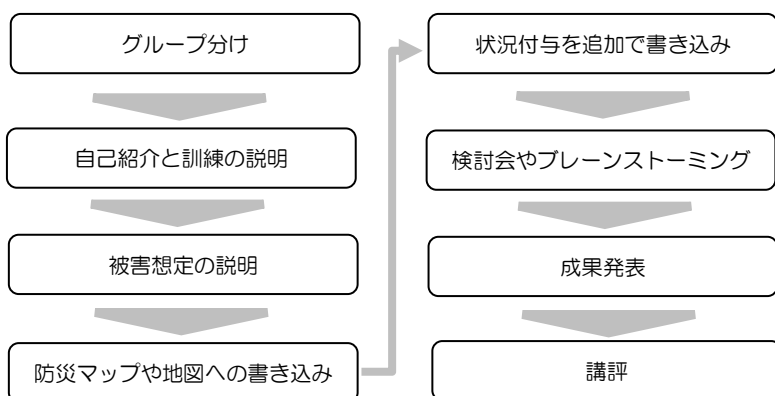 グループ分け
自己紹介と訓練の説明
被害想定の説明
防災マップや地図への書き込み
状況付与を追加で書き込み
検討会やブレーンストーミング
成果発表
講評